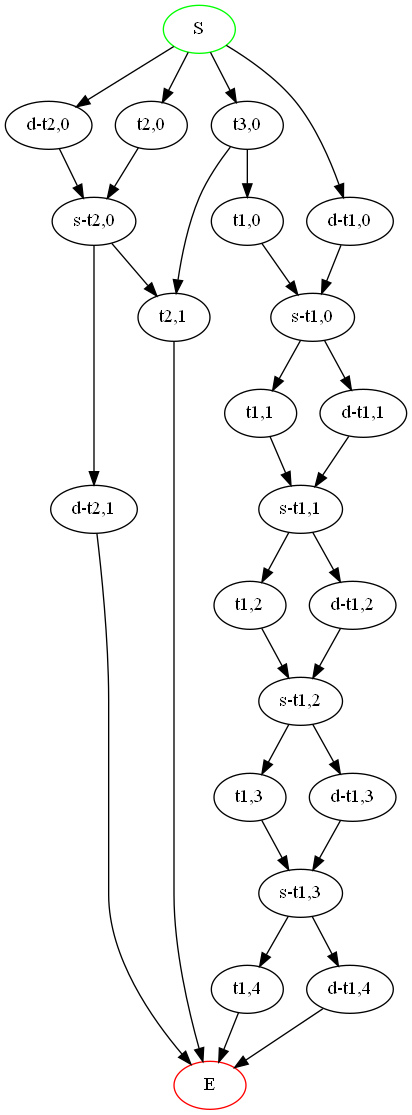 S
d-t2,0
t2,0
t3,0
s-t2,0
t1,0
d-t1,0
t2,1
s-t1,0
t1,1
d-t1,1
d-t2,1
s-t1,1
t1,2
d-t1,2
s-t1,2
t1,3
d-t1,3
s-t1,3
t1,4
d-t1,4
E